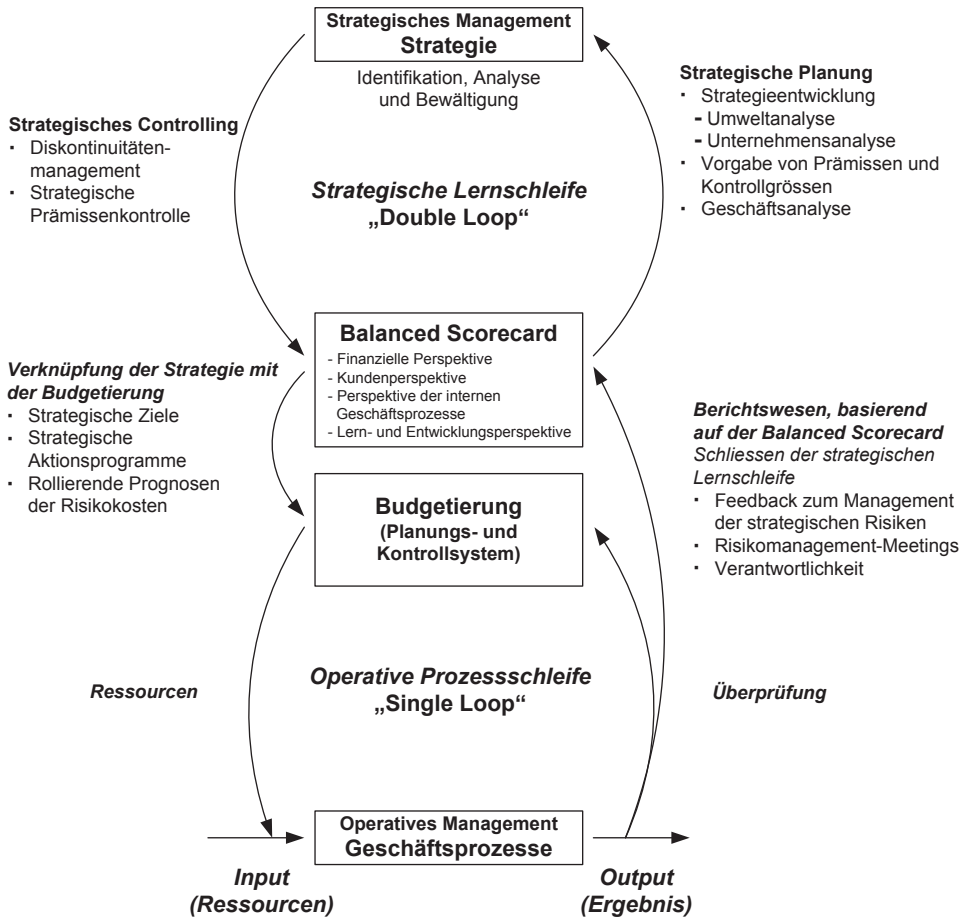 Strategisches Management
Strategie
Identifikation, Analyse
und Bewältigung
Strategisches Controlling
· Diskontinuitäten-
management
· Strategische
Prämissenkontrolle
Strategische Lernschleife
„Double Loop“
Strategische Planung
· Strategieentwicklung
- Umweltanalyse
- Unternehmensanalyse
· Vorgabe von Prämissen und
Kontrollgrössen
· Geschäftsanalyse
Balanced Scorecard
- Finanzielle Perspektive
- Kundenperspektive
- Perspektive der internen
Geschäftsprozesse
- Lern- und Entwicklungsperspektive
Verknüpfung der Strategie mit
der Budgetierung
· Strategische Ziele
· Strategische
Aktionsprogramme
· Rollierende Prognosen
der Risikokosten
Budgetierung
(Planungs- und
Kontrollsystem)
Berichtswesen, basierend
auf der Balanced Scorecard
Schliessen der strategischen
Lernschleife
· Feedback zum Management
der strategischen Risiken
· Risikomanagement-Meetings
· Verantwortlichkeit
Ressourcen
Operative Prozessschleife
„Single Loop“
Überprüfung
Operatives Management
Geschäftsprozesse
Input
(Ressourcen)
Output
(Ergebnis)